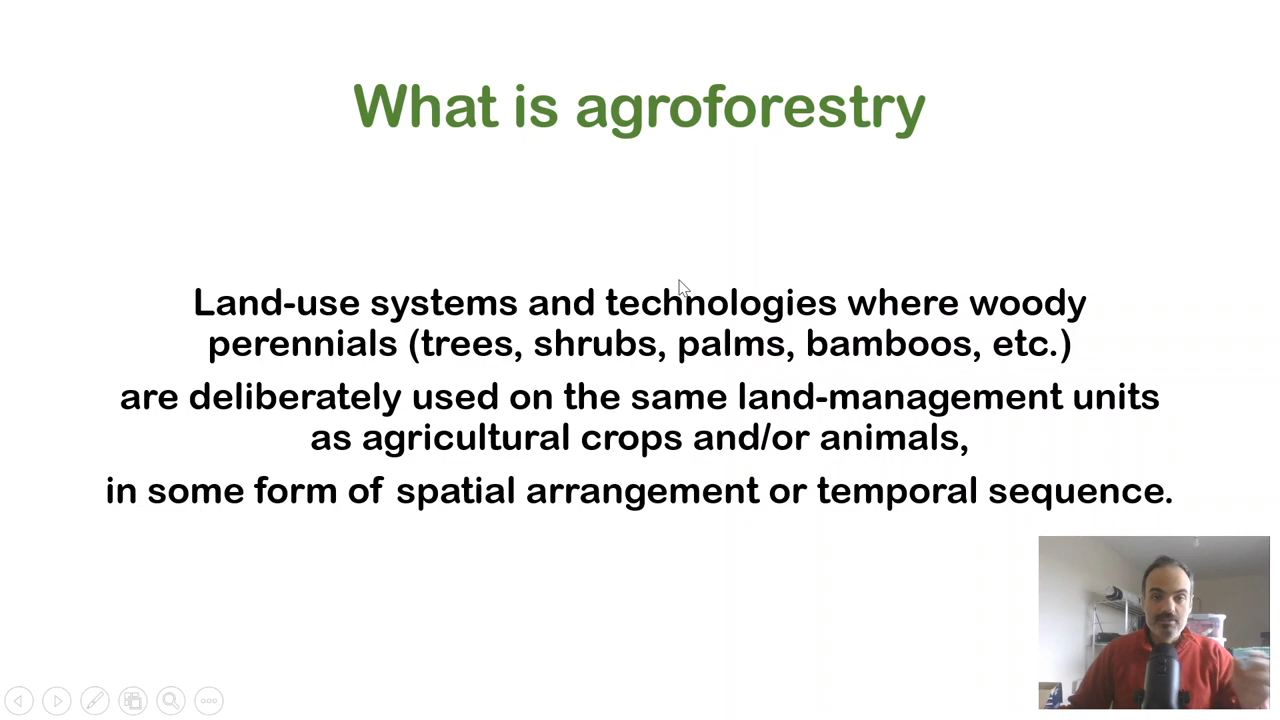 What is agroforestry
Land-use systems and technologies where woody
perennials (trees, shrubs, palms, bamboos, etc.)
are deliberately used on the same land-management units
as agricultural crops and/or animals,
in some form of spatial arrangement or temporal sequence.